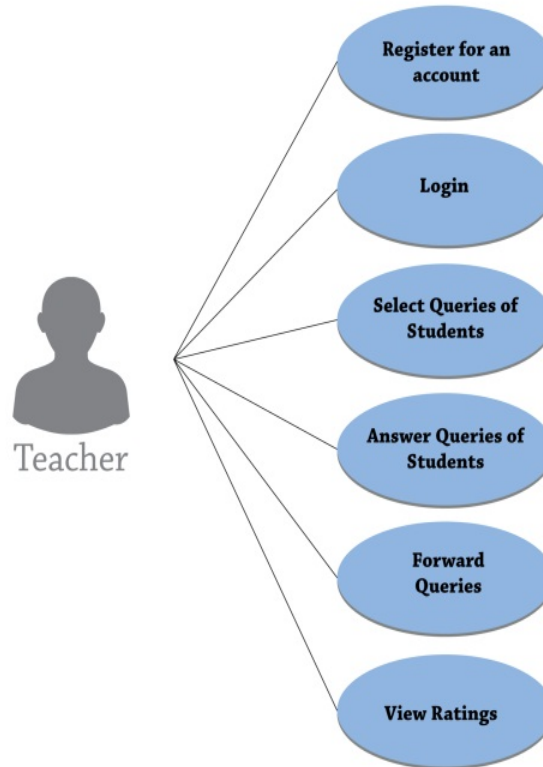 Register for an
account
Login
Select Queries of
Students
Teacher
Answer Queries of
Students
Forward
Queries
View Ratings